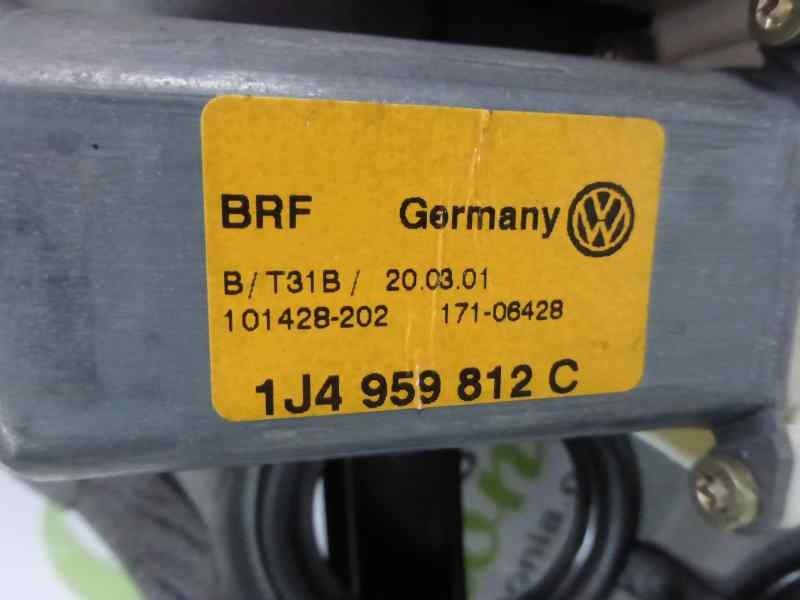 BRF Germany
B/T31B/ 20.03.01
101428-202 171-06428
1J4 959 812 C